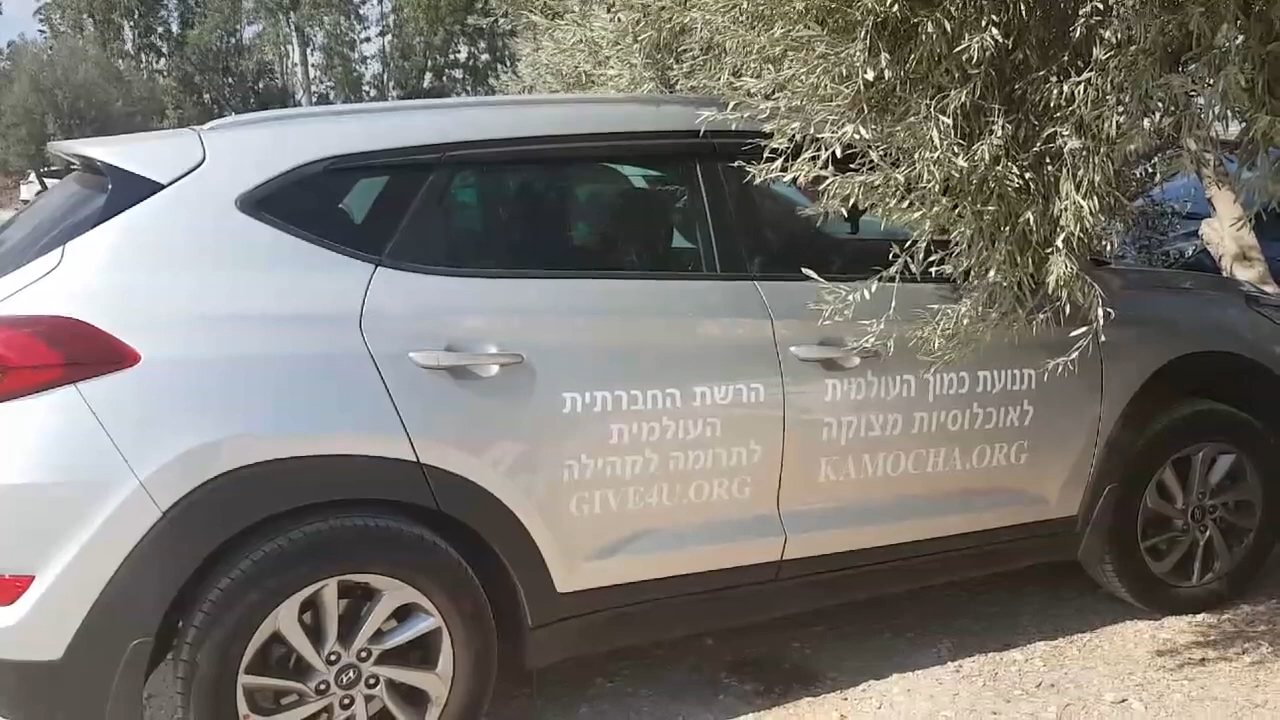 תנועת כמוך העולמית
לאוכלוסיות מצוקה
KAMOCHA.ORG
הרשת החברתית
העולמית
לתרומה לקהילה
GIVE4U.ORG